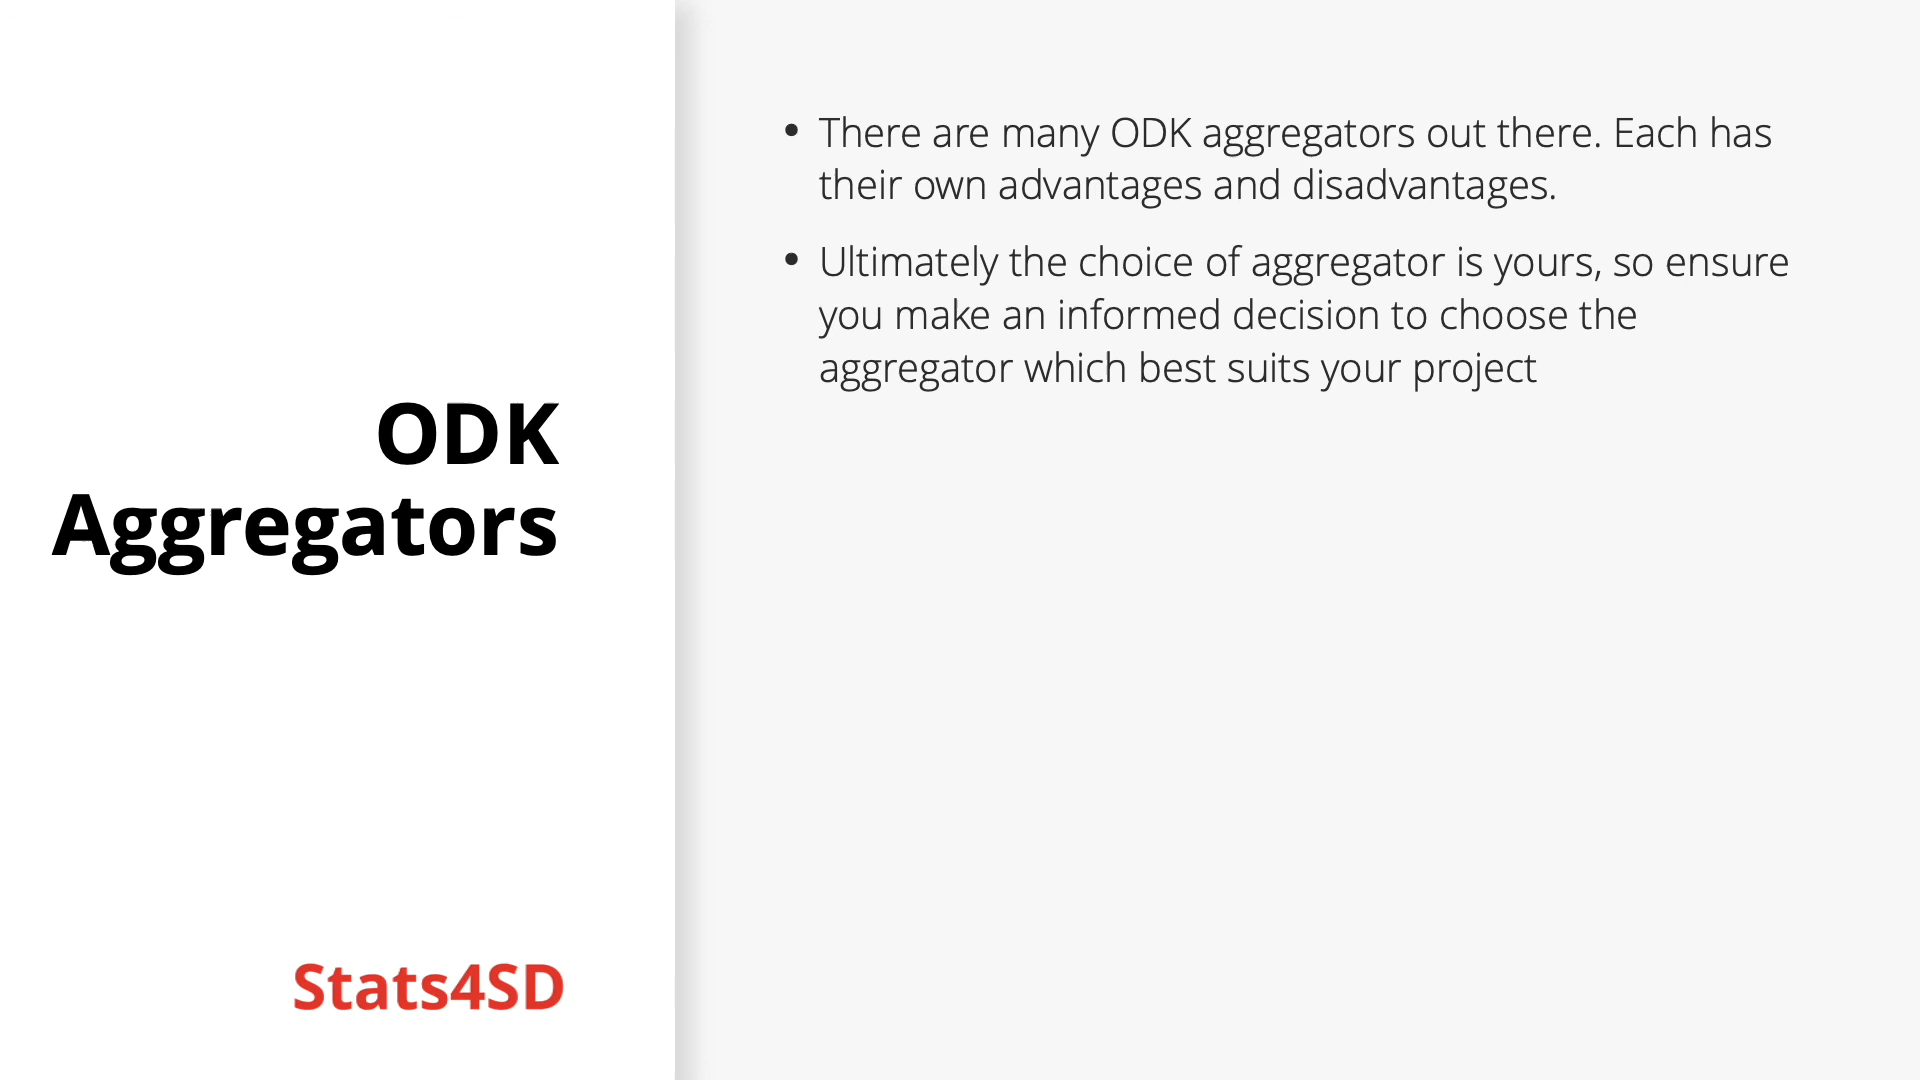 ODK
Aggregators
• There are many ODK aggregators out there. Each has
their own advantages and disadvantages.
• Ultimately the choice of aggregator is yours, so ensure
you make an informed decision to choose the
aggregator which best suits your project
Stats4SD